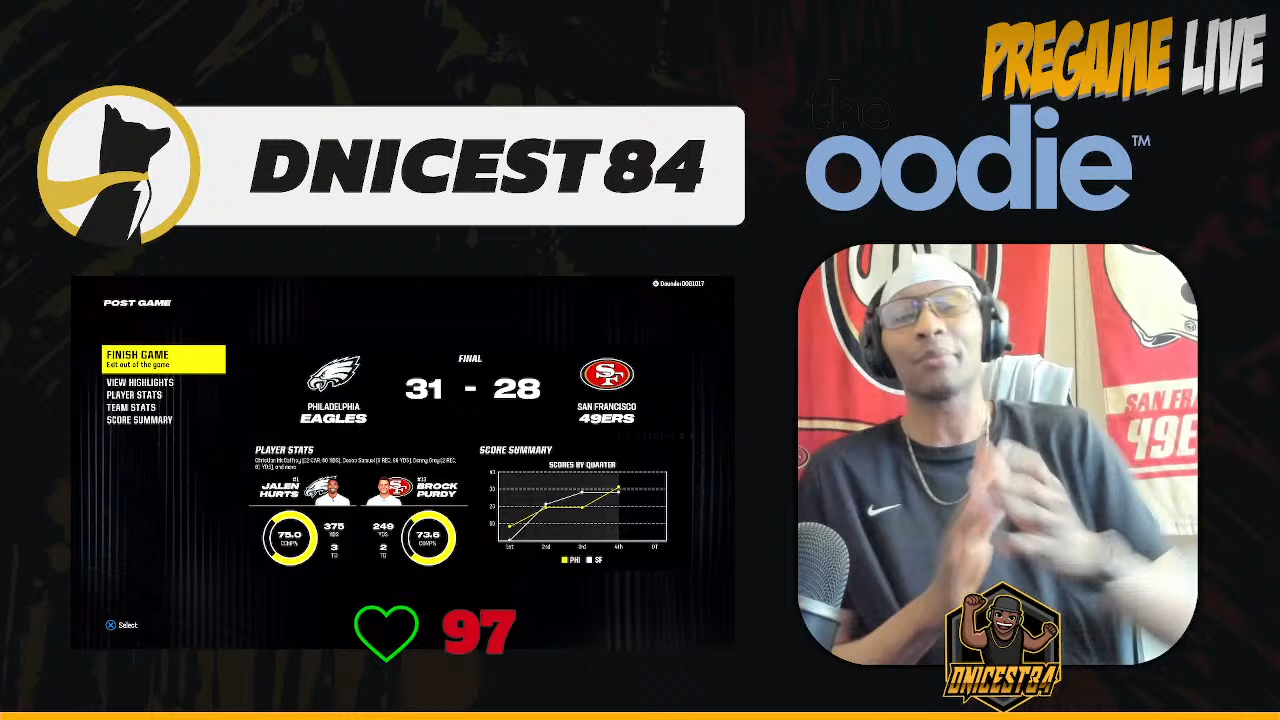 PREGAME LIVE
the
oodie™
DNICEST84
POST GAME
FINISH GAME
Exit out of the game
VIEW HIGHLIGHTS
PLAYER STATS
TEAM STATS
SCORE SUMMARY
FINAL
31 - 28
PHILADELPHIA
EAGLES
SAN FRANCISCO
49ERS
PLAYER STATS
JALEN
HURTS
BROCK
PURDY
75.0
COMP%
375
YDS
3
TD
249
YDS
2
TD
73.6
COMP%
SCORE SUMMARY
SCORES BY QUARTER
1st 2nd 3rd 4th OT
PHI SF
Select
97
SAN FRA
49E
DNICEST84